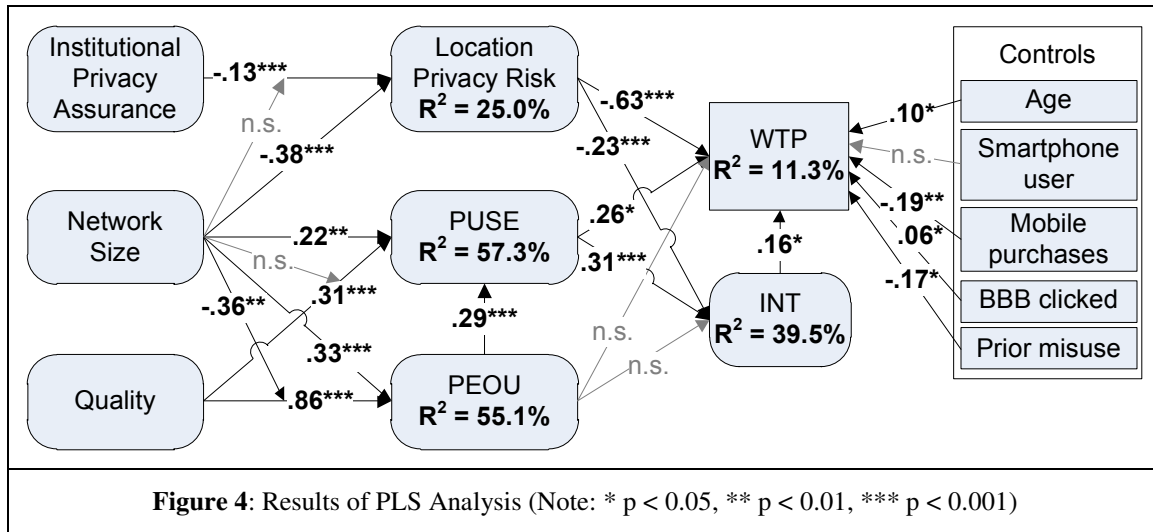 Institutional
Privacy
Assurance
-.13***
Location
Privacy Risk
R² = 25.0%
n.s.
-.38***
-.63***
-.23***
Network
Size
.22**
n.s.
.31***
-.36**
.33***
PUSE
R² = 57.3%
.26*
.31***
.29***
Quality
.86***
PEOU
R² = 55.1%
n.s.
n.s.
WTP
R² = 11.3%
.16*
INT
R² = 39.5%
.10*
n.s.
-.19**
.06*
-.17*
Controls
Age
Smartphone
user
Mobile
purchases
BBB clicked
Prior misuse
Figure 4: Results of PLS Analysis (Note: * p < 0.05, ** p < 0.01, *** p < 0.001)